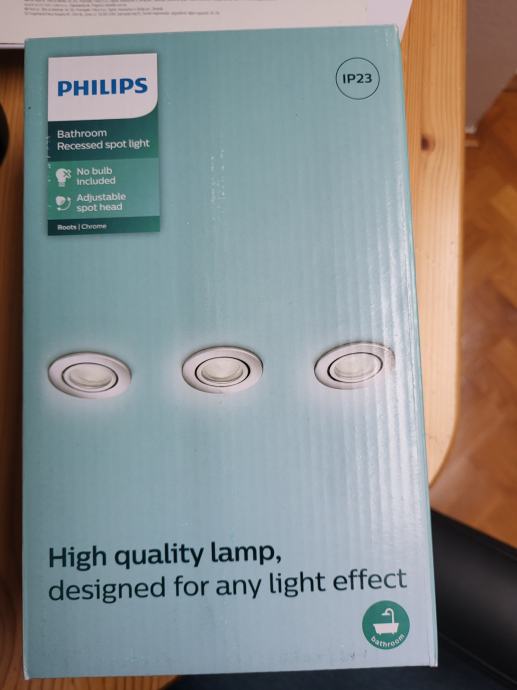 PHILIPS
IP23
Bathroom
Recessed spot light
No bulb
included
Adjustable
spot head
Roots | Chrome
High quality lamp,
designed for any light effect
bathroom